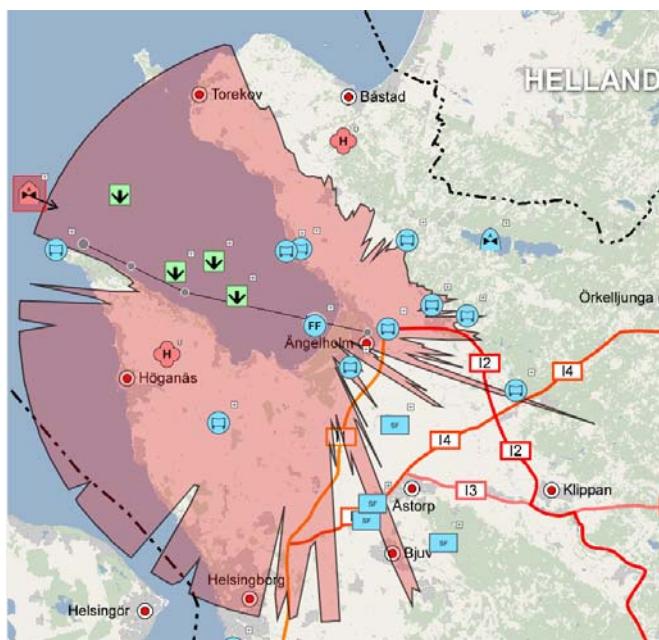 HELLAND
Torekov
Båstad
H
Örkelljunga
FF
Ängelholm
I2
I4
H
Höganäs
SF
I4
I2
I3
Klippan
Åstorp
SF
SF
SF
Bjuv
Helsingborg
Helsingör